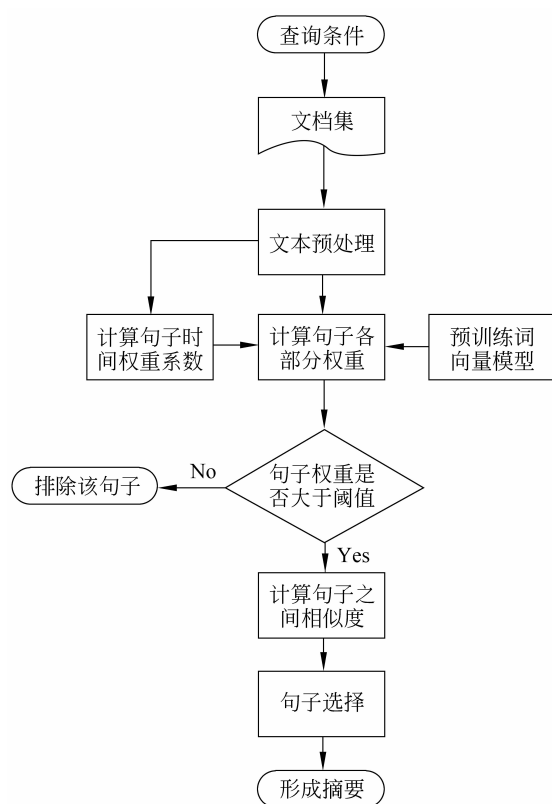 查询条件
文档集
文本预处理
计算句子时
间权重系数
计算句子各
部分权重
预训练词
向量模型
句子权重是
否大于阈值
No
排除该句子
Yes
计算句子之
间相似度
句子选择
形成摘要